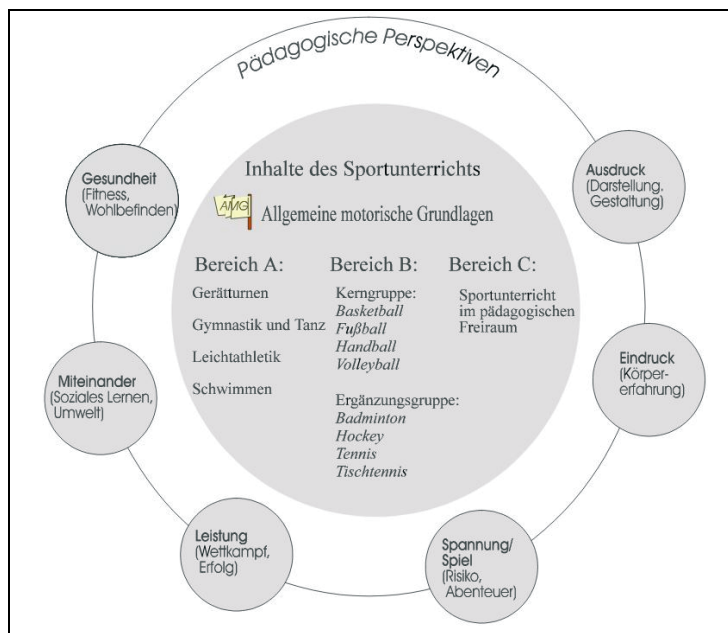 Pädagogische Perspektiven
Gesundheit
(Fitness,
Wohlbefinden)
Ausdruck
(Darstellung.
Gestaltung)
Inhalte des Sportunterrichts
AMG
Allgemeine motorische Grundlagen
Bereich A:
Gerätturnen
Gymnastik und Tanz
Leichtathletik
Schwimmen
Bereich B:
Kerngruppe:
Basketball
Fußball
Handball
Volleyball
Ergänzungsgruppe:
Badminton
Hockey
Tennis
Tischtennis
Bereich C:
Sportunterricht
im pädagogischen
Freiraum
Miteinander
(Soziales Lernen,
Umwelt)
Eindruck
(Körper-
erfahrung)
Leistung
(Wettkampf,
Erfolg)
Spannung/
Spiel
(Risiko,
Abenteuer)